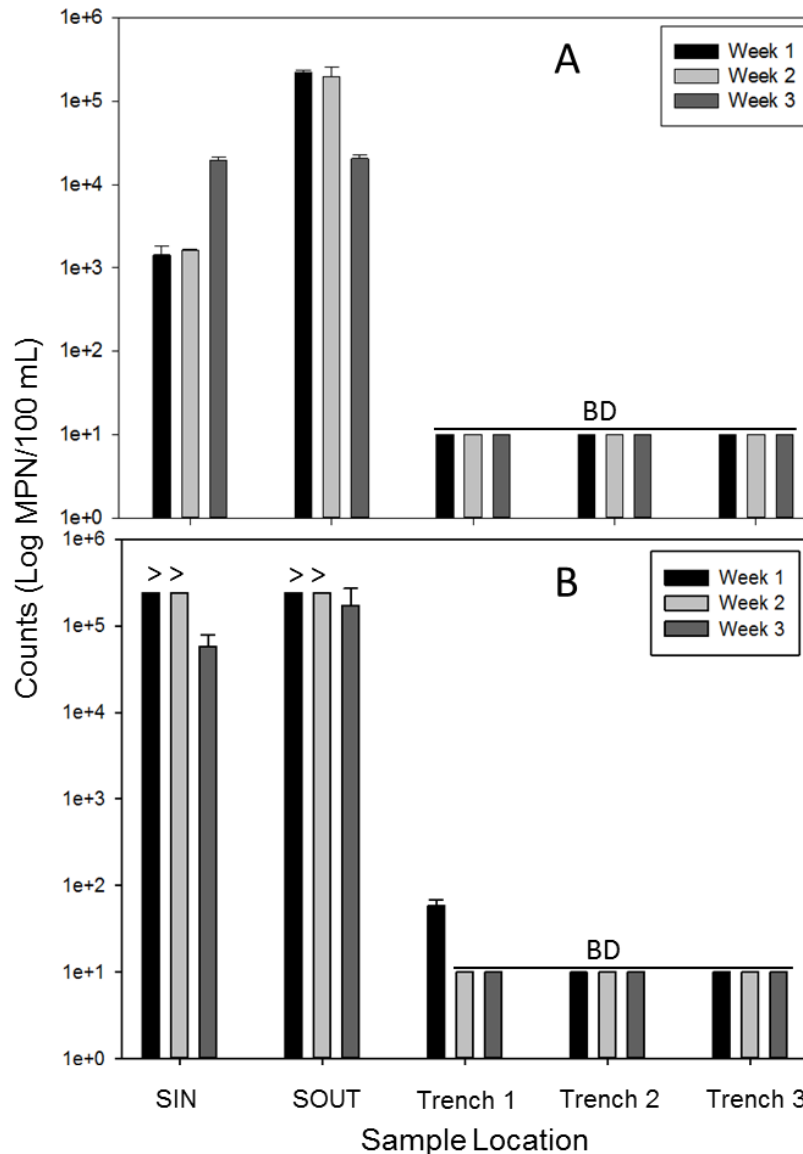 1e+6
A
Week 1
Week 2
Week 3
1e+5
1e+4
1e+3
1e+2
BD
1e+1
1e+0
Counts (Log MPN/100 mL)
1e+6
> >
> >
B
Week 1
Week 2
Week 3
1e+5
1e+4
1e+3
1e+2
BD
1e+1
1e+0
SIN SOUT Trench 1 Trench 2 Trench 3
Sample Location